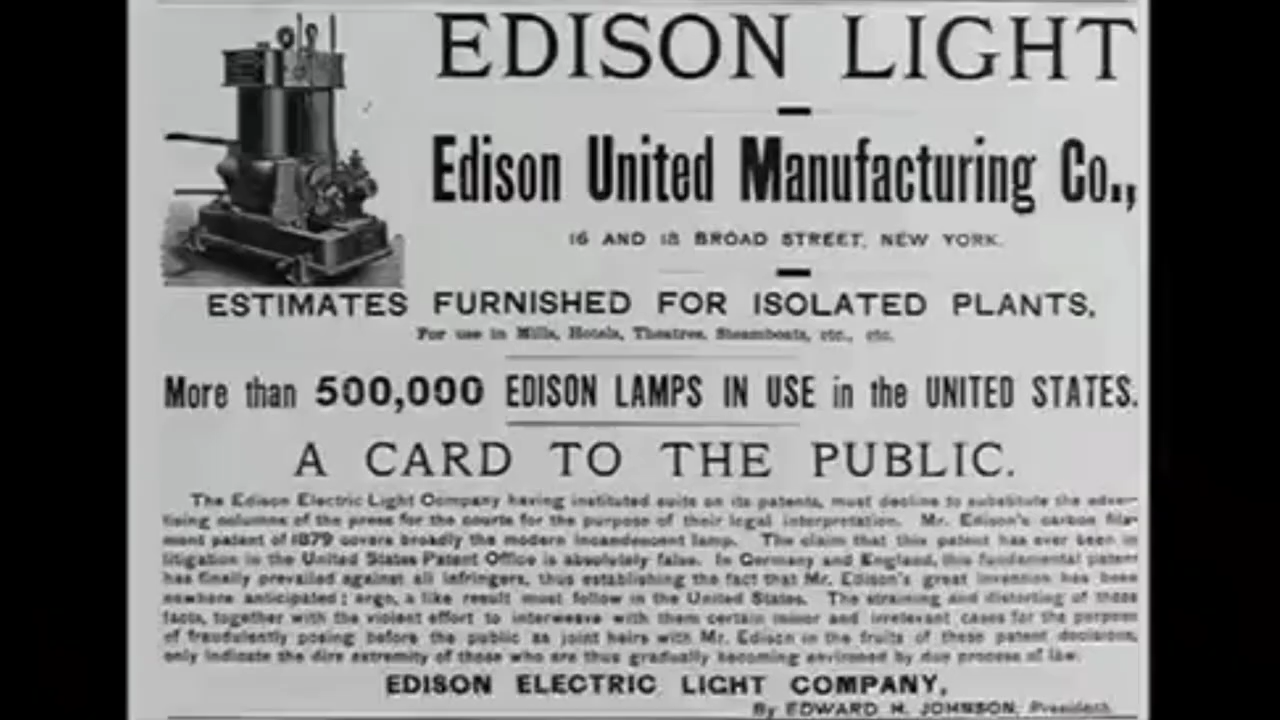 EDISON LIGHT
Edison United Manufacturing Co.,
16 AND 18 BROAD STREET, NEW YORK.
ESTIMATES FURNISHED FOR ISOLATED PLANTS,
For use in Mills, Hotels, Theatres, Steamboats, etc., etc.
More than 500,000 EDISON LAMPS IN USE in the UNITED STATES.
A CARD TO THE PUBLIC.
The Edison Electric Light Company having instituted suits on its patents, must decline to substitute the adver-
tising columns of the press for the courts for the purpose of their legal interpretation. Mr. Edison's carbon fila-
ment patent of 1879 covers broadly the modern incandescent lamp. The claim that this patent has ever been in
litigation in the United States Patent Office is absolutely false. In Germany and England, this fundamental patent
has finally prevailed against all infringers, thus establishing the fact that Mr. Edison's great invention has been
nowhere anticipated; ergo, a like result must follow in the United States. The straining and distorting of these
facts, together with the violent effort to interweave with them certain minor and irrelevant cases for the purpose
of fraudulently posing before the public as joint heirs with Mr. Edison in the fruits of these patent decisions,
only indicate the dire extremity of those who are thus gradually becoming environed by due process of law.
EDISON ELECTRIC LIGHT COMPANY,
By EDWARD H. JOHNSON, President.